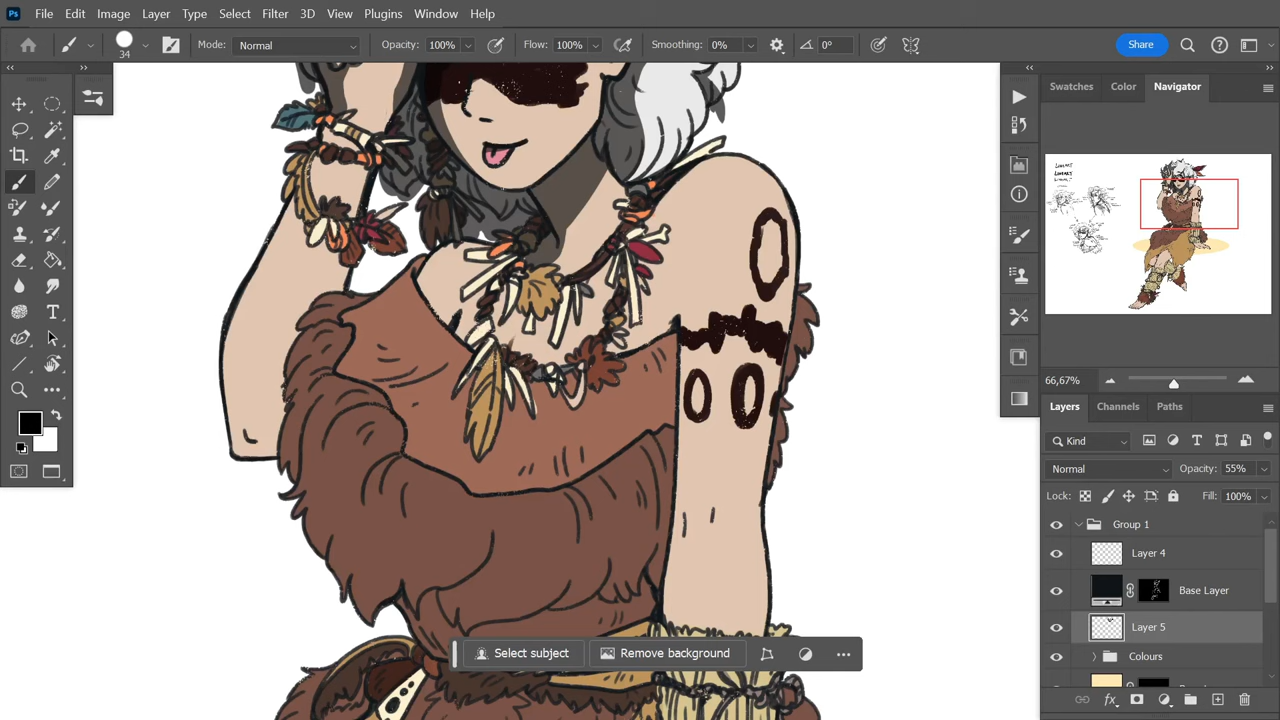 Ps File Edit Image Layer Type Select Filter 3D View Plugins Window Help
34 Mode: Normal Opacity: 100% Flow: 100% Smoothing: 0% 0° Share
Swatches Color Navigator
66,67%
Layers Channels Paths
Kind
Normal Opacity: 55%
Lock: Fill: 100%
Group 1
Layer 4
Base Layer
Layer 5
Colours
Select subject Remove background